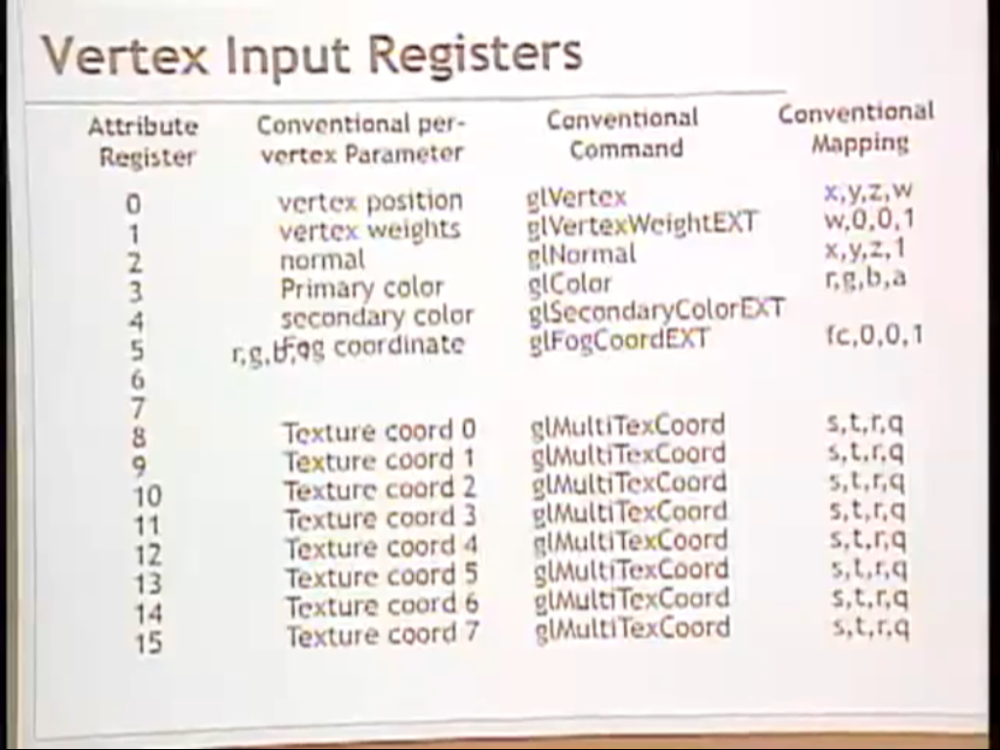 Vertex Input Registers
Attribute Register Conventional per-vertex Parameter Conventional Command Conventional Mapping
0 vertex position glVertex x,y,z,w
1 vertex weights glVertexWeightEXT w,0,0,1
2 normal glNormal x,y,z,1
3 Primary color glColor r,g,b,a
4 secondary color glSecondaryColorEXT
5 r,g,b, Fog coordinate glFogCoordEXT fc,0,0,1
6
7
8 Texture coord 0 glMultiTexCoord s,t,r,q
9 Texture coord 1 glMultiTexCoord s,t,r,q
10 Texture coord 2 glMultiTexCoord s,t,r,q
11 Texture coord 3 glMultiTexCoord s,t,r,q
12 Texture coord 4 glMultiTexCoord s,t,r,q
13 Texture coord 5 glMultiTexCoord s,t,r,q
14 Texture coord 6 glMultiTexCoord s,t,r,q
15 Texture coord 7 glMultiTexCoord s,t,r,q